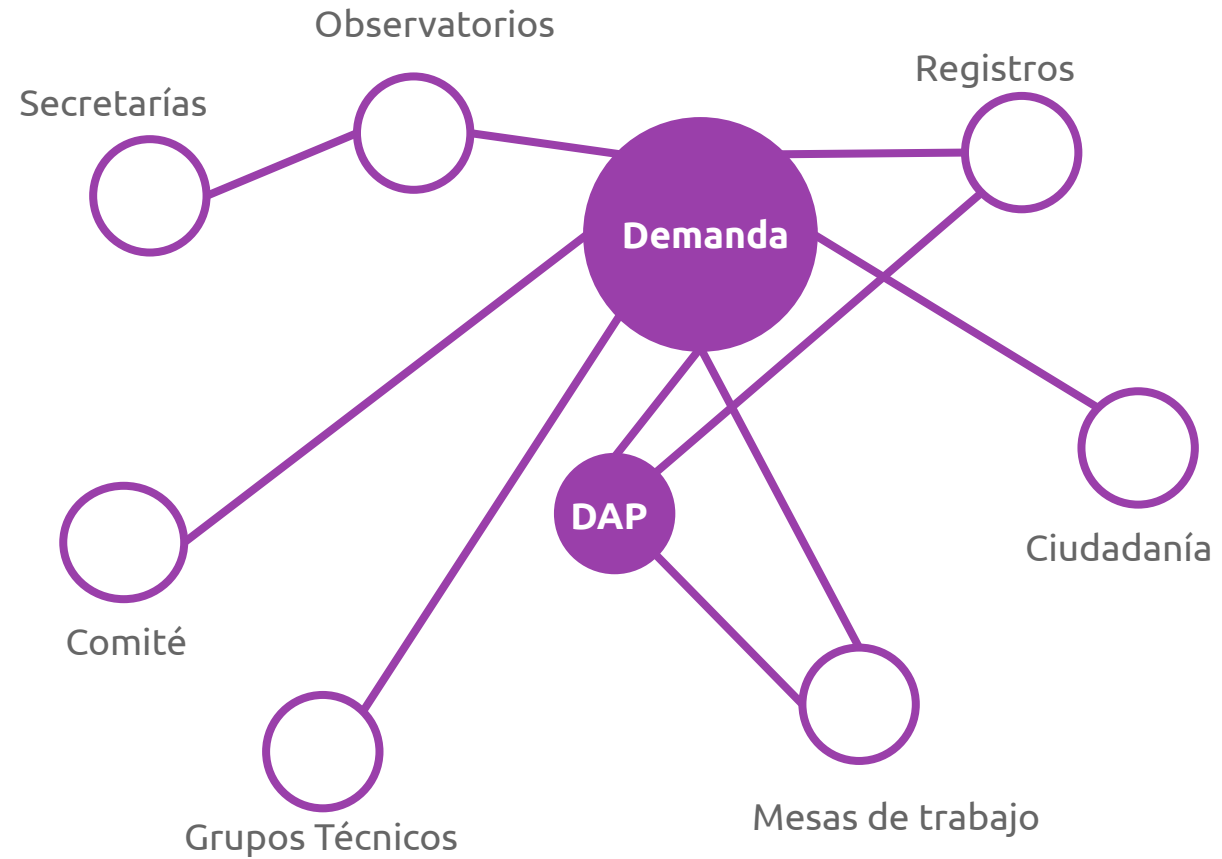 Observatorios
Registros
Secretarías
Demanda
DAP
Ciudadanía
Comité
Mesas de trabajo
Grupos Técnicos